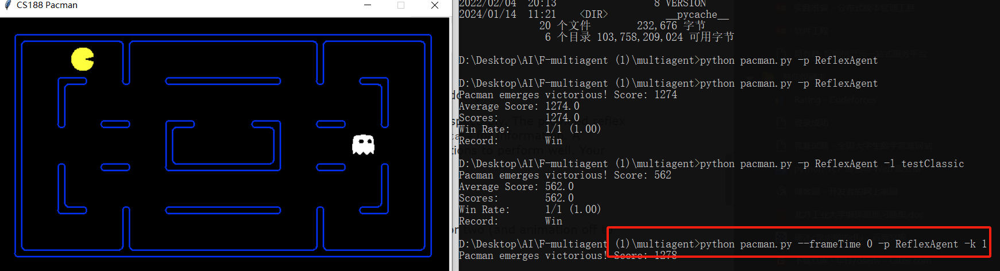 CS188 Pacman
2022/02/04  20:13                 8 VERSION
2024/01/14  11:21    <DIR>          __pycache__
20 个文件        232,676 字节
6 个目录 103,758,209,024 可用字节
D:\Desktop\AI\F-multiagent (1)\multiagent>python pacman.py -p ReflexAgent
D:\Desktop\AI\F-multiagent (1)\multiagent>python pacman.py -p ReflexAgent
Pacman emerges victorious! Score: 1274
Average Score: 1274.0
Scores:        1274.0
Win Rate:      1/1 (1.00)
Record:        Win
D:\Desktop\AI\F-multiagent (1)\multiagent>python pacman.py -p ReflexAgent -l testClassic
Pacman emerges victorious! Score: 562
Average Score: 562.0
Scores:        562.0
Win Rate:      1/1 (1.00)
Record:        Win
D:\Desktop\AI\F-multiagent (1)\multiagent>python pacman.py --frameTime 0 -p ReflexAgent -k 1
Pacman emerges victorious! Score: 1278